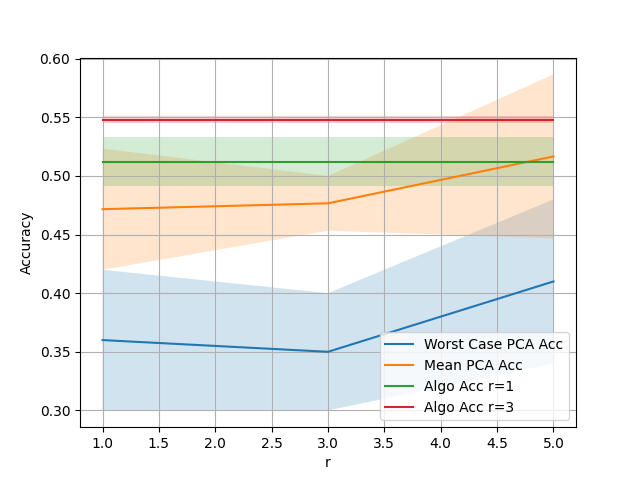 0.60
0.55
0.50
0.45
0.40
0.35
0.30
Accuracy
Worst Case PCA Acc
Mean PCA Acc
Algo Acc r=1
Algo Acc r=3
1.0 1.5 2.0 2.5 3.0 3.5 4.0 4.5 5.0
r